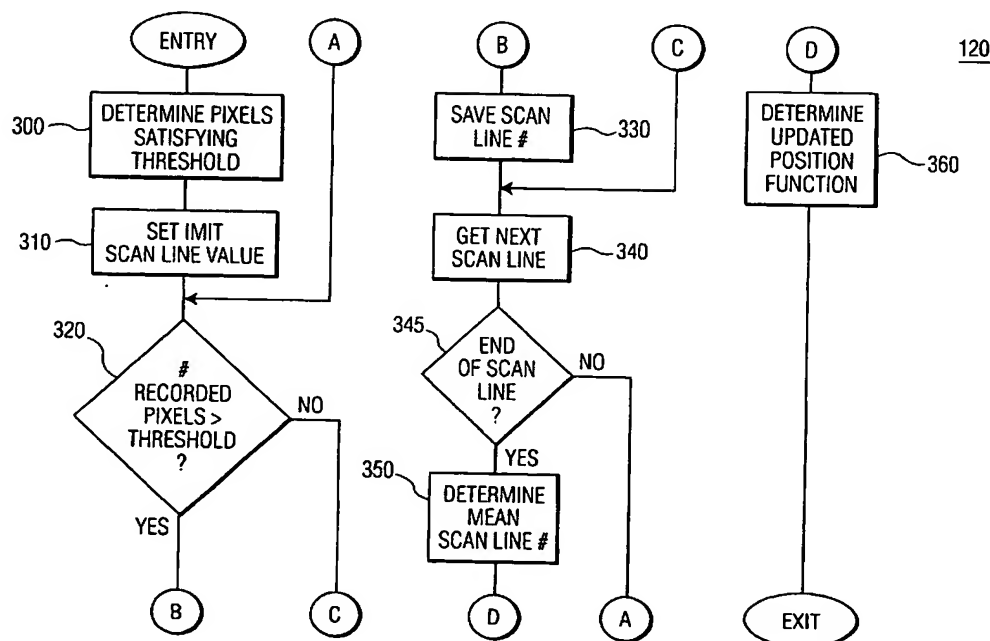 ENTRY
A
300
DETERMINE PIXELS
SATISFYING
THRESHOLD
310
SET IMIT
SCAN LINE VALUE
320
#
RECORDED
PIXELS >
THRESHOLD
?
NO
YES
B
C
B
C
SAVE SCAN
LINE #
330
GET NEXT
SCAN LINE
340
345
END
OF SCAN
LINE
?
NO
YES
350
DETERMINE
MEAN
SCAN LINE #
D
A
D
120
DETERMINE
UPDATED
POSITION
FUNCTION
360
EXIT